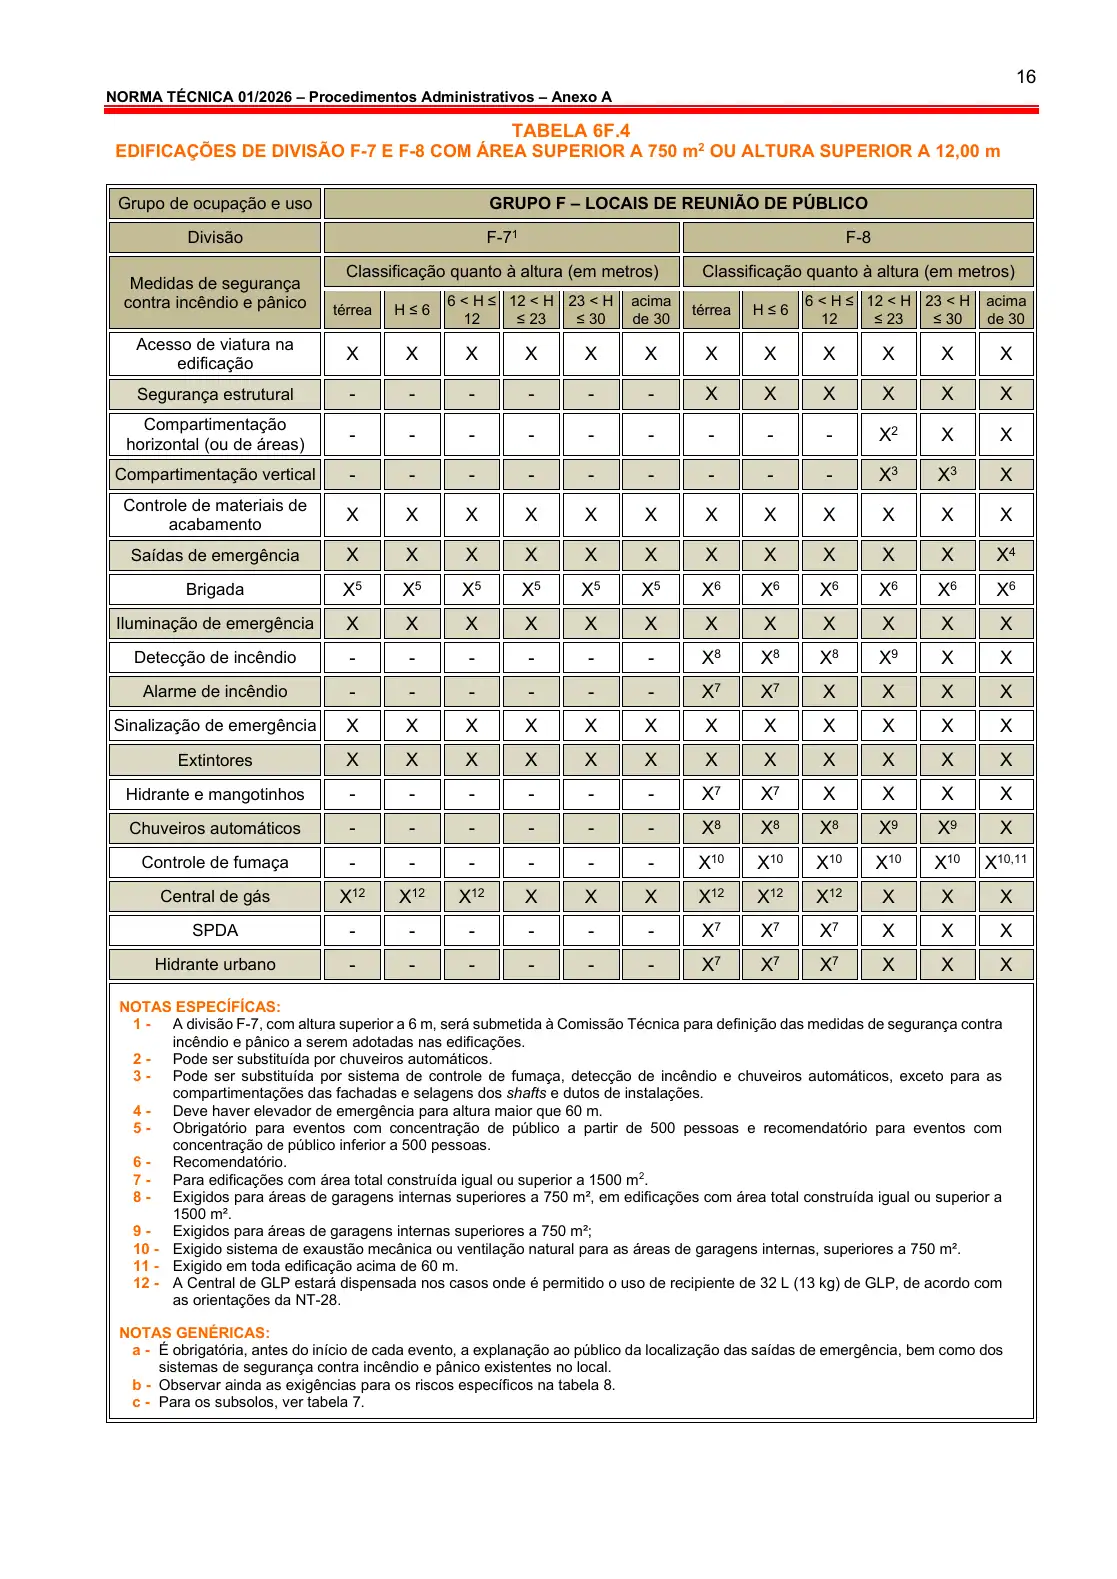 16
NORMA TÉCNICA 01/2026 – Procedimentos Administrativos – Anexo A
TABELA 6F.4
EDIFICAÇÕES DE DIVISÃO F-7 E F-8 COM ÁREA SUPERIOR A 750 m² OU ALTURA SUPERIOR A 12,00 m
Grupo de ocupação e uso GRUPO F – LOCAIS DE REUNIÃO DE PÚBLICO
Divisão F-7¹ F-8
Medidas de segurança contra incêndio e pânico Classificação quanto à altura (em metros) Classificação quanto à altura (em metros)
térrea H ≤ 6 6 < H ≤ 12 12 < H ≤ 23 23 < H ≤ 30 acima de 30 térrea H ≤ 6 6 < H ≤ 12 12 < H ≤ 23 23 < H ≤ 30 acima de 30
Acesso de viatura na edificação X X X X X X X X X X X X
Segurança estrutural - - - - - - X X X X X X
Compartimentação horizontal (ou de áreas) - - - - - - - - - X² X X
Compartimentação vertical - - - - - - - - - X³ X³ X
Controle de materiais de acabamento X X X X X X X X X X X X
Saídas de emergência X X X X X X X X X X X X⁴
Brigada X⁵ X⁵ X⁵ X⁵ X⁵ X⁵ X⁶ X⁶ X⁶ X⁶ X⁶ X⁶
Iluminação de emergência X X X X X X X X X X X X
Detecção de incêndio - - - - - - X⁸ X⁸ X⁸ X⁹ X X
Alarme de incêndio - - - - - - X⁷ X⁷ X X X X
Sinalização de emergência X X X X X X X X X X X X
Extintores X X X X X X X X X X X X
Hidrante e mangotinhos - - - - - - X⁷ X⁷ X X X X
Chuveiros automáticos - - - - - - X⁸ X⁸ X⁸ X⁹ X⁹ X
Controle de fumaça - - - - - - X¹⁰ X¹⁰ X¹⁰ X¹⁰ X¹⁰ X¹⁰,¹¹
Central de gás X¹² X¹² X¹² X X X X¹² X¹² X¹² X X X
SPDA - - - - - - X⁷ X⁷ X⁷ X X X
Hidrante urbano - - - - - - X⁷ X⁷ X⁷ X X X
NOTAS ESPECÍFÍCAS:
1 - A divisão F-7, com altura superior a 6 m, será submetida à Comissão Técnica para definição das medidas de segurança contra
incêndio e pânico a serem adotadas nas edificações.
2 - Pode ser substituída por chuveiros automáticos.
3 - Pode ser substituída por sistema de controle de fumaça, detecção de incêndio e chuveiros automáticos, exceto para as
compartimentações das fachadas e selagens dos shafts e dutos de instalações.
4 - Deve haver elevador de emergência para altura maior que 60 m.
5 - Obrigatório para eventos com concentração de público a partir de 500 pessoas e recomendatório para eventos com
concentração de público inferior a 500 pessoas.
6 - Recomendatório.
7 - Para edificações com área total construída igual ou superior a 1500 m².
8 - Exigidos para áreas de garagens internas superiores a 750 m², em edificações com área total construída igual ou superior a
1500 m².
9 - Exigidos para áreas de garagens internas superiores a 750 m²;
10 - Exigido sistema de exaustão mecânica ou ventilação natural para as áreas de garagens internas, superiores a 750 m².
11 - Exigido em toda edificação acima de 60 m.
12 - A Central de GLP estará dispensada nos casos onde é permitido o uso de recipiente de 32 L (13 kg) de GLP, de acordo com
as orientações da NT-28.
NOTAS GENÉRICAS:
a - É obrigatória, antes do início de cada evento, a explanação ao público da localização das saídas de emergência, bem como dos
sistemas de segurança contra incêndio e pânico existentes no local.
b - Observar ainda as exigências para os riscos específicos na tabela 8.
c - Para os subsolos, ver tabela 7.